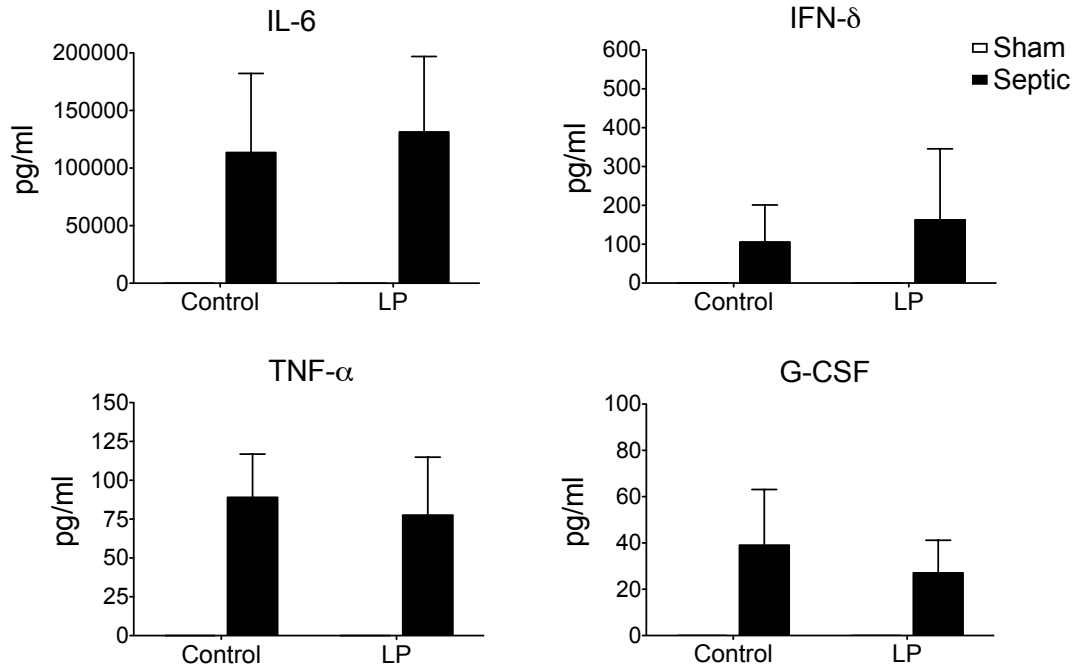 IL-6
200000
150000
100000
50000
0
pg/ml
Control LP
IFN-δ
600
500
400
300
200
100
0
pg/ml
Control LP
Sham
Septic
TNF-α
150
125
100
75
50
25
0
pg/ml
Control LP
G-CSF
100
80
60
40
20
0
pg/ml
Control LP